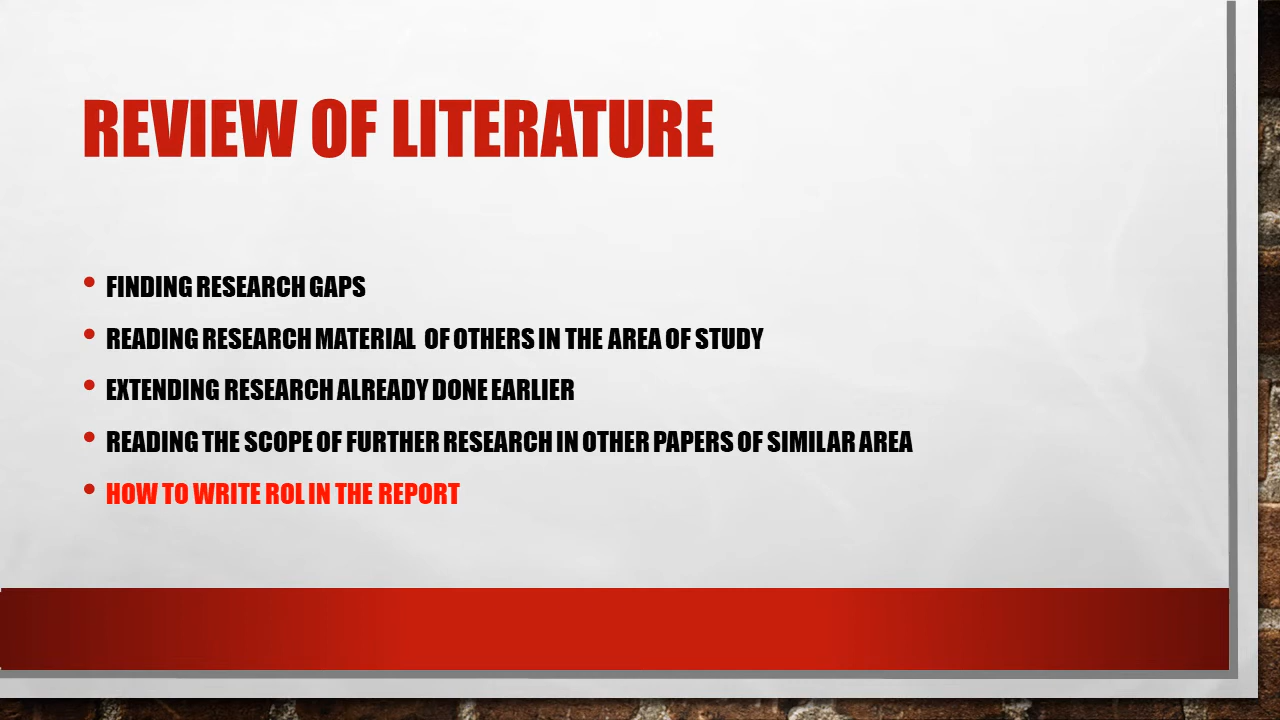 REVIEW OF LITERATURE
• FINDING RESEARCH GAPS
• READING RESEARCH MATERIAL OF OTHERS IN THE AREA OF STUDY
• EXTENDING RESEARCH ALREADY DONE EARLIER
• READING THE SCOPE OF FURTHER RESEARCH IN OTHER PAPERS OF SIMILAR AREA
• HOW TO WRITE ROL IN THE REPORT